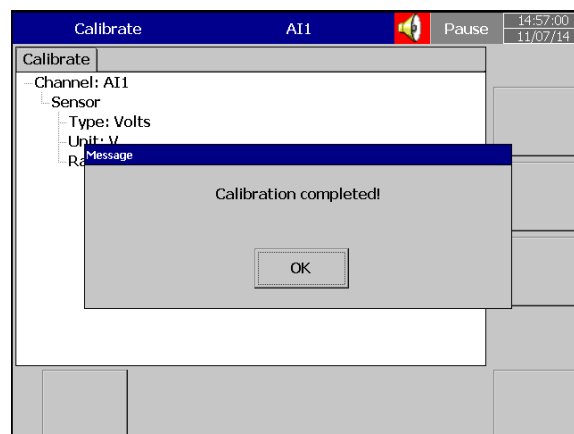 Calibrate AI1 Pause 14:57:00
11/07/14
Calibrate
Channel: AI1
Sensor
Type: Volts
Unit: V
Message
Calibration completed!
OK